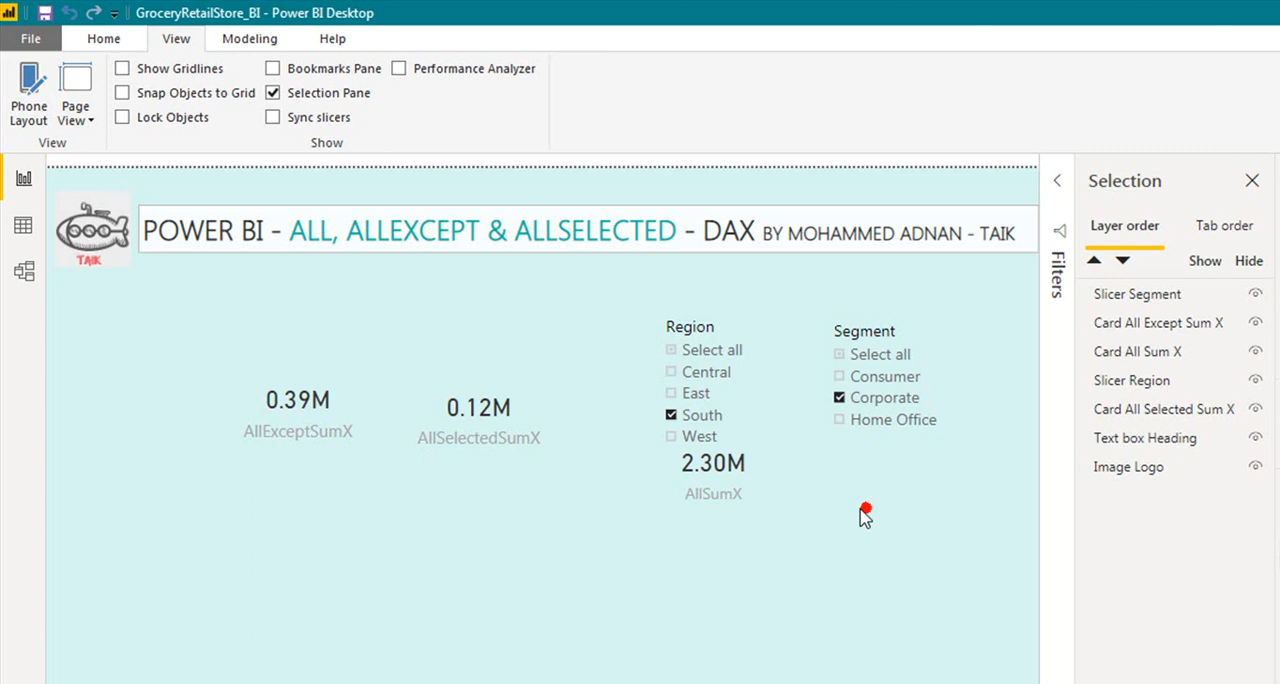 GroceryRetailStore_BI - Power BI Desktop
File Home View Modeling Help
Phone Layout
Page View
Show Gridlines
Snap Objects to Grid
Lock Objects
Bookmarks Pane
Selection Pane
Sync slicers
Performance Analyzer
View
Show
TAIK
POWER BI - ALL, ALLEXCEPT & ALLSELECTED - DAX BY MOHAMMED ADNAN - TAIK
0.39M
AllExceptSumX
0.12M
AllSelectedSumX
Region
Select all
Central
East
South
West
2.30M
AllSumX
Segment
Select all
Consumer
Corporate
Home Office
Filters
Selection
Layer order Tab order
Show Hide
Slicer Segment
Card All Except Sum X
Card All Sum X
Slicer Region
Card All Selected Sum X
Text box Heading
Image Logo